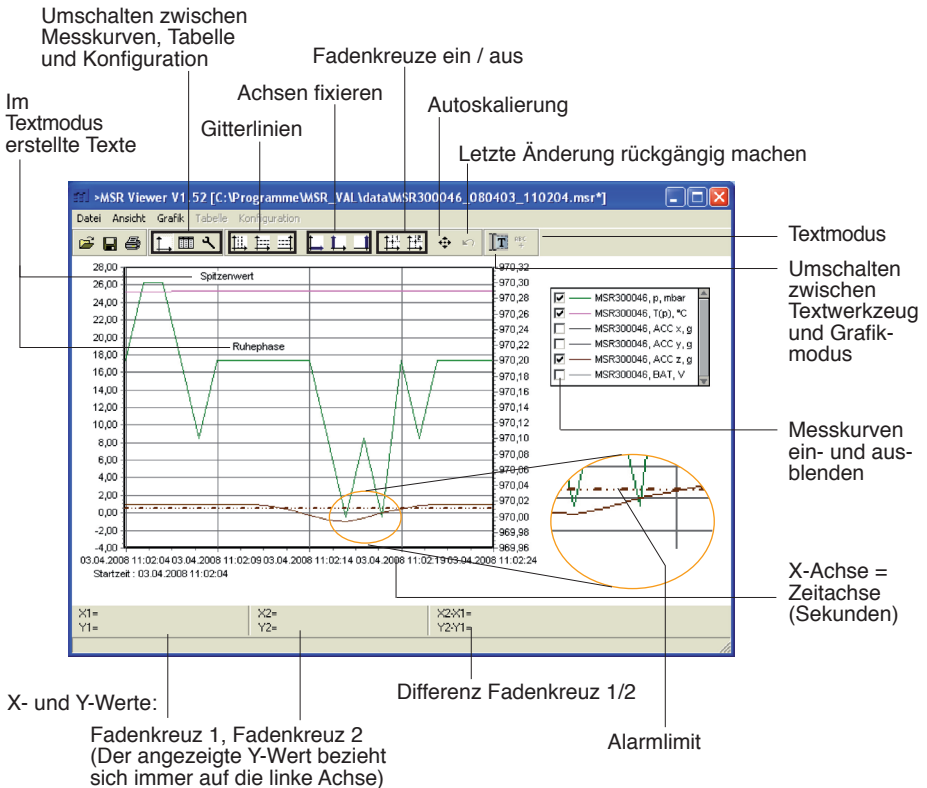 Umschalten zwischen
Messkurven, Tabelle
und Konfiguration
Fadenkreuze ein / aus
Achsen fixieren
Autoskalierung
Im
Textmodus
erstellte Texte
Gitterlinien
Letzte Änderung rückgängig machen
>MSR Viewer V1.52 [C:\Programme\MSR_VAL\data\MSR300046_080403_110204.msr*]
Datei Ansicht Grafik Tabelle Konfiguration
Textmodus
Umschalten
zwischen
Textwerkzeug
und Grafik-
modus
28,00
26,00
24,00
22,00
20,00
18,00
16,00
14,00
12,00
10,00
8,00
6,00
4,00
2,00
0,00
-2,00
-4,00
Spitzenwert
Ruhephase
970,32
970,30
970,28
970,26
970,24
970,22
970,20
970,18
970,16
970,14
970,12
970,10
970,08
970,06
970,04
970,02
970,00
969,98
969,96
MSR300046, p, mbar
MSR300046, T(p), °C
MSR300046, ACC x, g
MSR300046, ACC y, g
MSR300046, ACC z, g
MSR300046, BAT, V
Messkurven
ein- und aus-
blenden
03.04.2008 11:02:04 03.04.2008 11:02:09 03.04.2008 11:02:14 03.04.2008 11:02:19 03.04.2008 11:02:24
Startzeit : 03.04.2008 11:02:04
X-Achse =
Zeitachse
(Sekunden)
X1= X2= X2-X1=
Y1= Y2= Y2-Y1=
X- und Y-Werte:
Differenz Fadenkreuz 1/2
Fadenkreuz 1, Fadenkreuz 2
(Der angezeigte Y-Wert bezieht
sich immer auf die linke Achse)
Alarmlimit